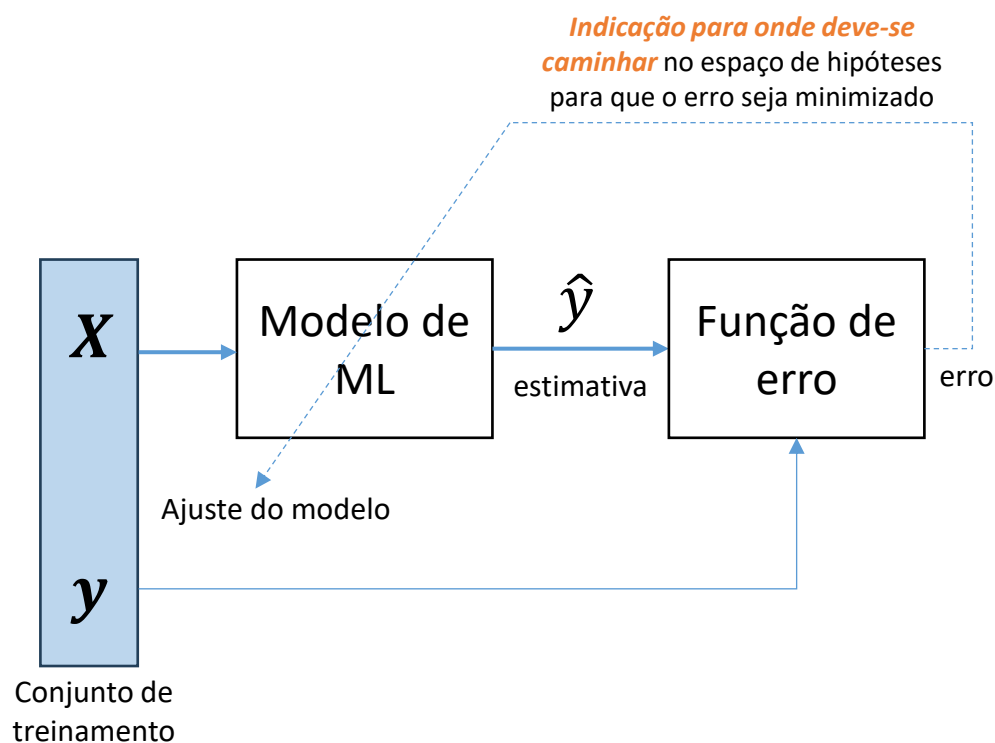 Indicação para onde deve-se
caminhar no espaço de hipóteses
para que o erro seja minimizado
X
Modelo de
ML
ŷ
estimativa
Função de
erro
erro
Ajuste do modelo
y
Conjunto de
treinamento